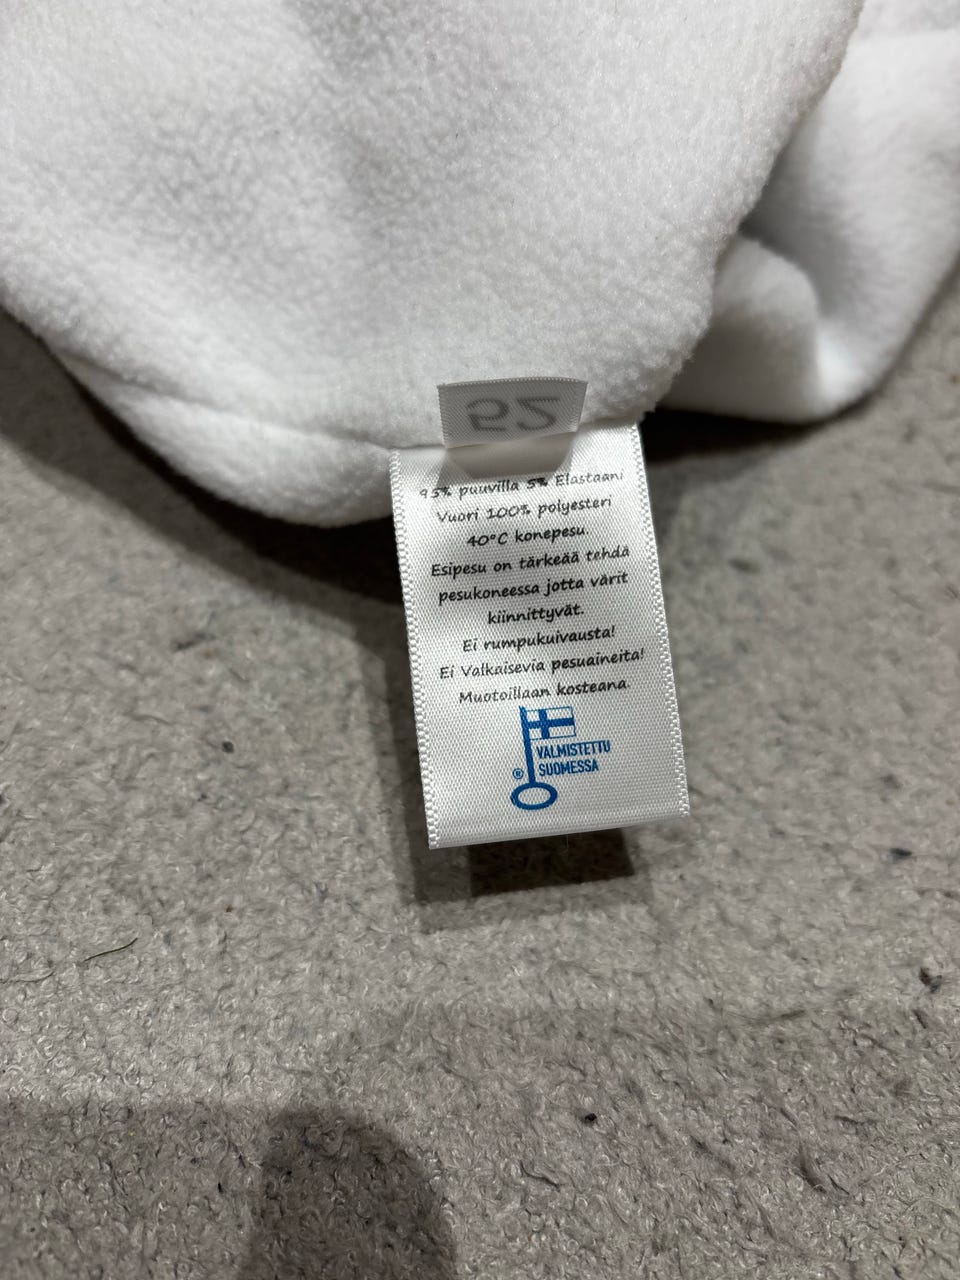 52
95% puuvilla 5% Elastaani
Vuori 100% polyesteri
40°C konepesu.
Esipesu on tärkeää tehdä
pesukoneessa jotta värit
kiinnittyvät.
Ei rumpukuivausta!
Ei Valkaisevia pesuaineita!
Muotoillaan kosteana.
VALMISTETTU
® SUOMESSA